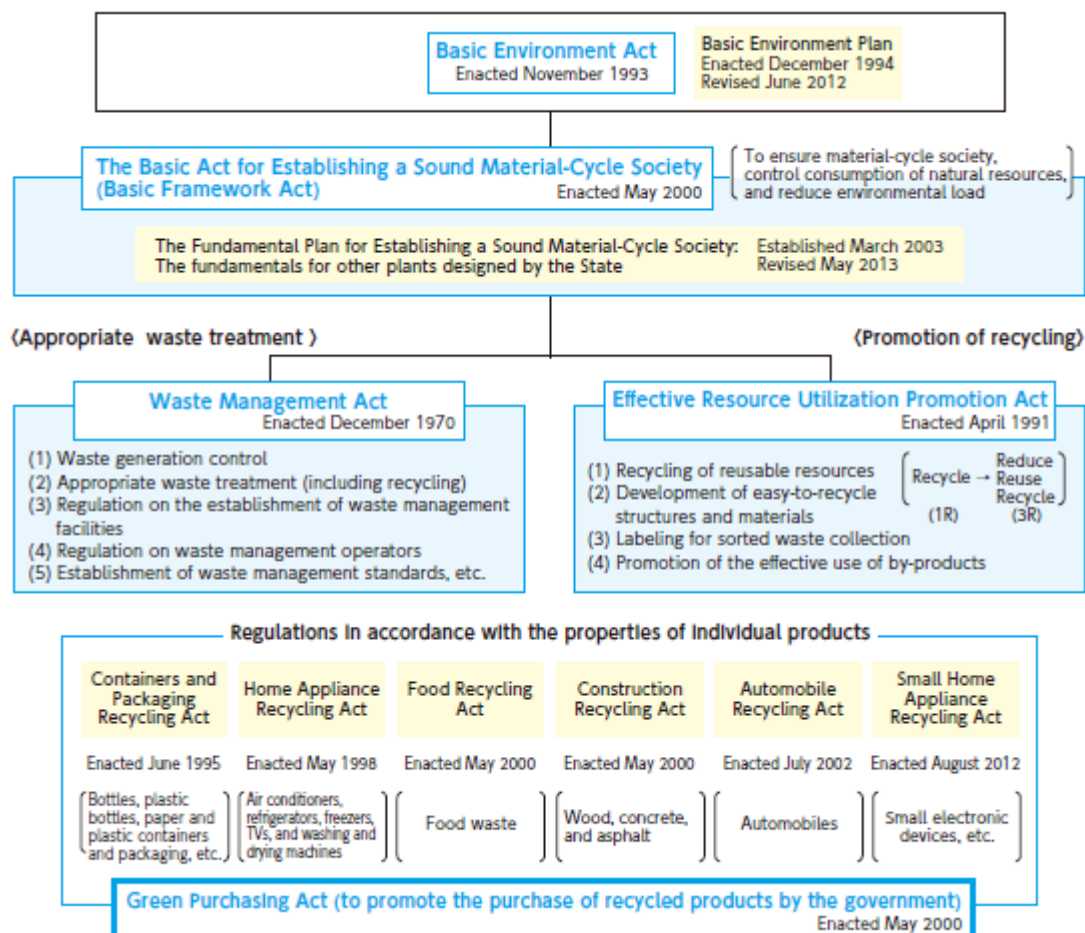 Basic Environment Act
Enacted November 1993
Basic Environment Plan
Enacted December 1994
Revised June 2012
The Basic Act for Establishing a Sound Material-Cycle Society
(Basic Framework Act)
Enacted May 2000
To ensure material-cycle society,
control consumption of natural resources,
and reduce environmental load
The Fundamental Plan for Establishing a Sound Material-Cycle Society: Established March 2003
The fundamentals for other plants designed by the State Revised May 2013
〈Appropriate waste treatment 〉
〈Promotion of recycling〉
Waste Management Act
Enacted December 1970
(1) Waste generation control
(2) Appropriate waste treatment (including recycling)
(3) Regulation on the establishment of waste management
facilities
(4) Regulation on waste management operators
(5) Establishment of waste management standards, etc.
Effective Resource Utilization Promotion Act
Enacted April 1991
(1) Recycling of reusable resources
(2) Development of easy-to-recycle
structures and materials
(3) Labeling for sorted waste collection
(4) Promotion of the effective use of by-products
Reduce
Recycle → Reuse
Recycle
(1R) (3R)
Regulations in accordance with the properties of individual products
Containers and
Packaging
Recycling Act
Enacted June 1995
Bottles, plastic
bottles, paper and
plastic containers
and packaging, etc.
Home Appliance
Recycling Act
Enacted May 1998
Air conditioners,
refrigerators, freezers,
TVs, and washing and
drying machines
Food Recycling
Act
Enacted May 2000
Food waste
Construction
Recycling Act
Enacted May 2000
Wood, concrete,
and asphalt
Automobile
Recycling Act
Enacted July 2002
Automobiles
Small Home
Appliance
Recycling Act
Enacted August 2012
Small electronic
devices, etc.
Green Purchasing Act (to promote the purchase of recycled products by the government)
Enacted May 2000